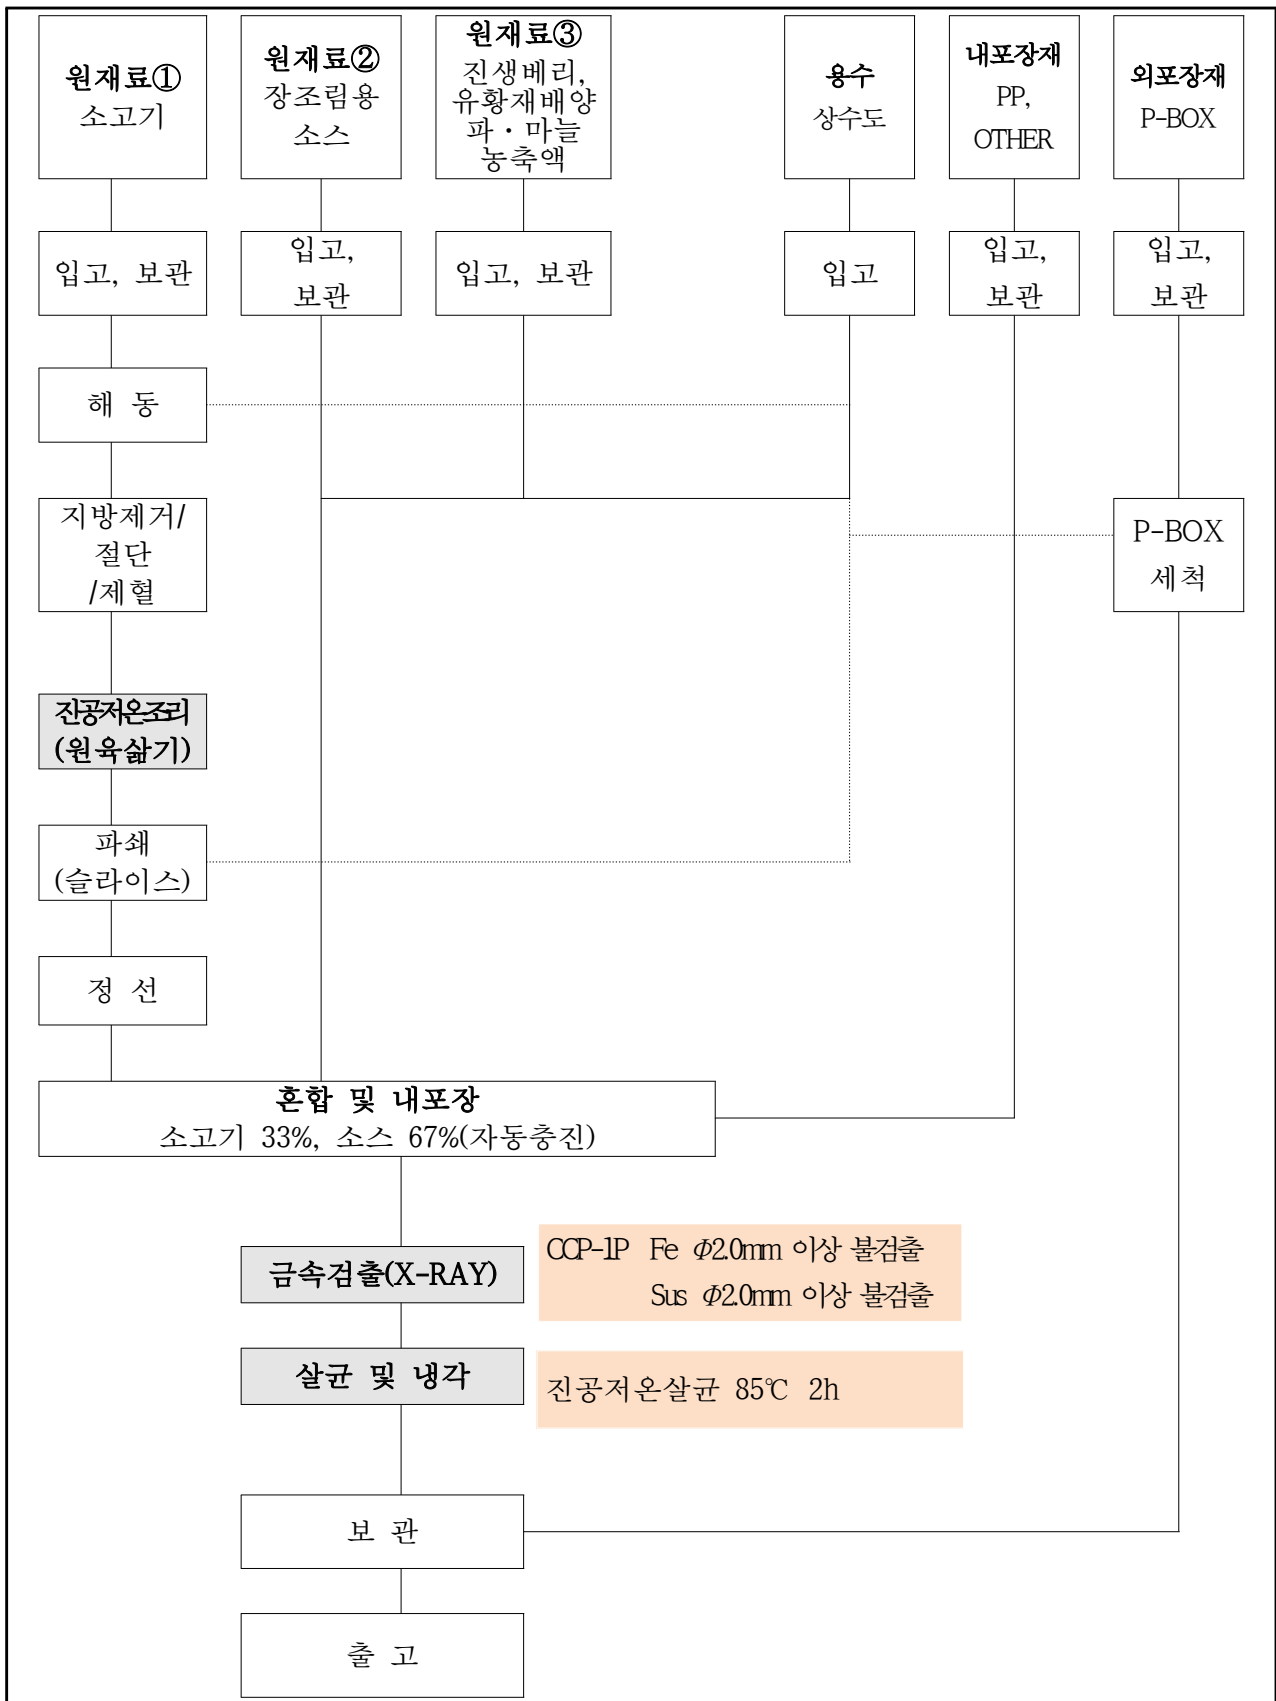 원재료①
소고기
원재료②
장조림용
소스
원재료③
진생베리,
유황재배양
파·마늘
농축액
용수
상수도
내포장재
PP,
OTHER
외포장재
P-BOX
입고, 보관
입고,
보관
입고, 보관
입고
입고,
보관
입고,
보관
해 동
지방제거/
절단
/제혈
P-BOX
세척
진공저온조리
(원육삶기)
파쇄
(슬라이스)
정 선
혼합 및 내포장
소고기 33%, 소스 67%(자동충진)
금속검출(X-RAY)
CCP-1P Fe Φ2.0mm 이상 불검출
Sus Φ2.0mm 이상 불검출
살균 및 냉각
진공저온살균 85℃ 2h
보 관
출 고